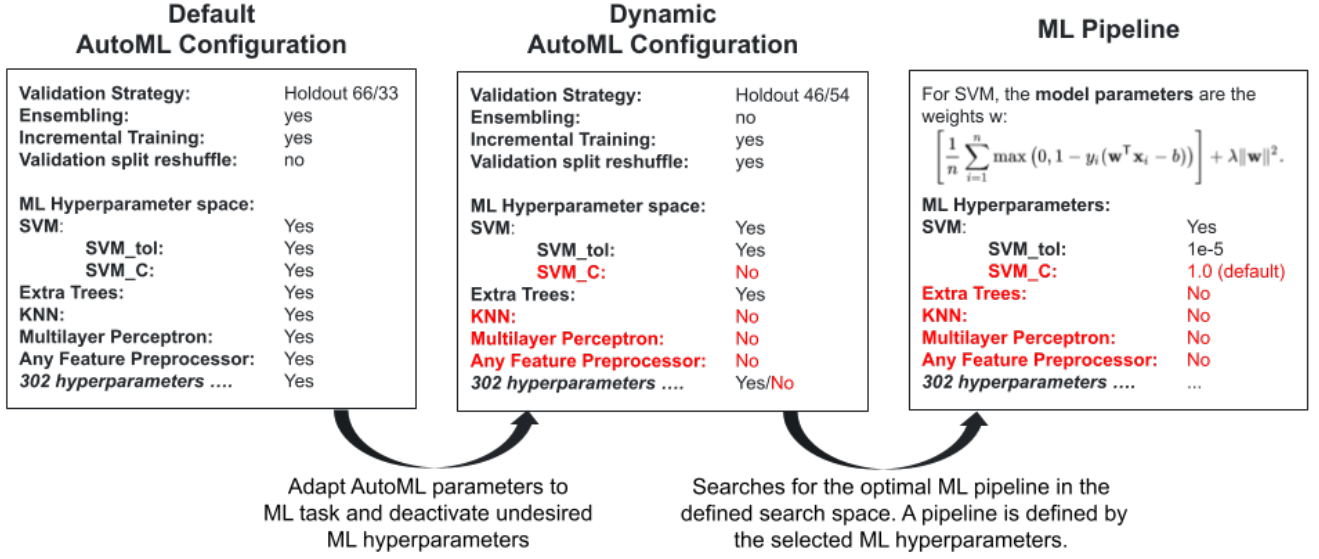 Default
AutoML Configuration
Validation Strategy: Holdout 66/33
Ensembling: yes
Incremental Training: yes
Validation split reshuffle: no
ML Hyperparameter space:
SVM: Yes
SVM_tol: Yes
SVM_C: Yes
Extra Trees: Yes
KNN: Yes
Multilayer Perceptron: Yes
Any Feature Preprocessor: Yes
302 hyperparameters .... Yes
Dynamic
AutoML Configuration
Validation Strategy: Holdout 46/54
Ensembling: no
Incremental Training: yes
Validation split reshuffle: yes
ML Hyperparameter space:
SVM: Yes
SVM_tol: Yes
SVM_C: No
Extra Trees: Yes
KNN: No
Multilayer Perceptron: No
Any Feature Preprocessor: No
302 hyperparameters .... Yes/No
ML Pipeline
For SVM, the model parameters are the
weights w:
[1/n ∑ᵢ₌₁ⁿ max (0, 1 − yᵢ(wᵀxᵢ − b))] + λ‖w‖².
ML Hyperparameters:
SVM: Yes
SVM_tol: 1e-5
SVM_C: 1.0 (default)
Extra Trees: No
KNN: No
Multilayer Perceptron: No
Any Feature Preprocessor: No
302 hyperparameters .... ...
Adapt AutoML parameters to
ML task and deactivate undesired
ML hyperparameters
Searches for the optimal ML pipeline in the
defined search space. A pipeline is defined by
the selected ML hyperparameters.